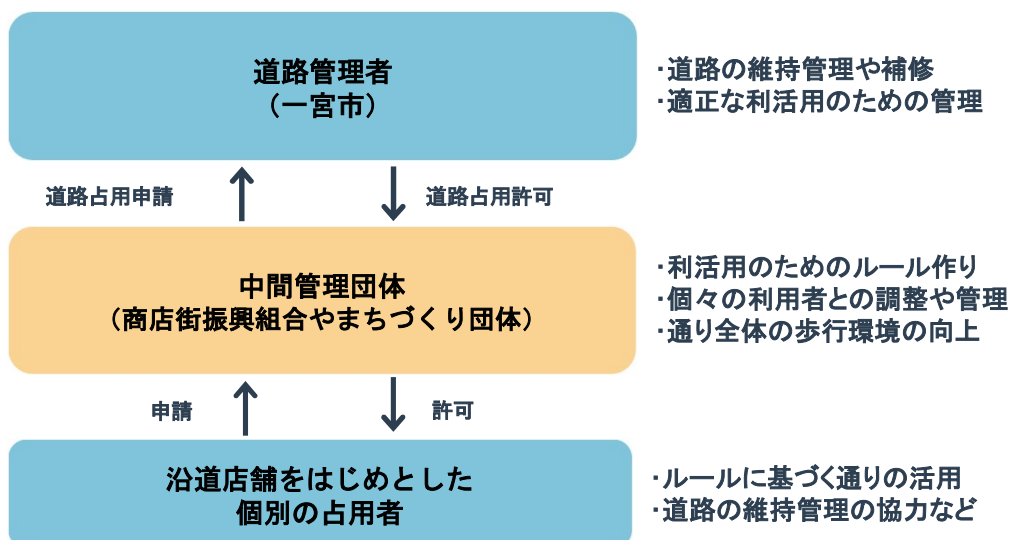 道路管理者
（一宮市）
・道路の維持管理や補修
・適正な利活用のための管理
道路占用申請
道路占用許可
中間管理団体
（商店街振興組合やまちづくり団体）
・利活用のためのルール作り
・個々の利用者との調整や管理
・通り全体の歩行環境の向上
申請
許可
沿道店舗をはじめとした
個別の占用者
・ルールに基づく通りの活用
・道路の維持管理の協力など